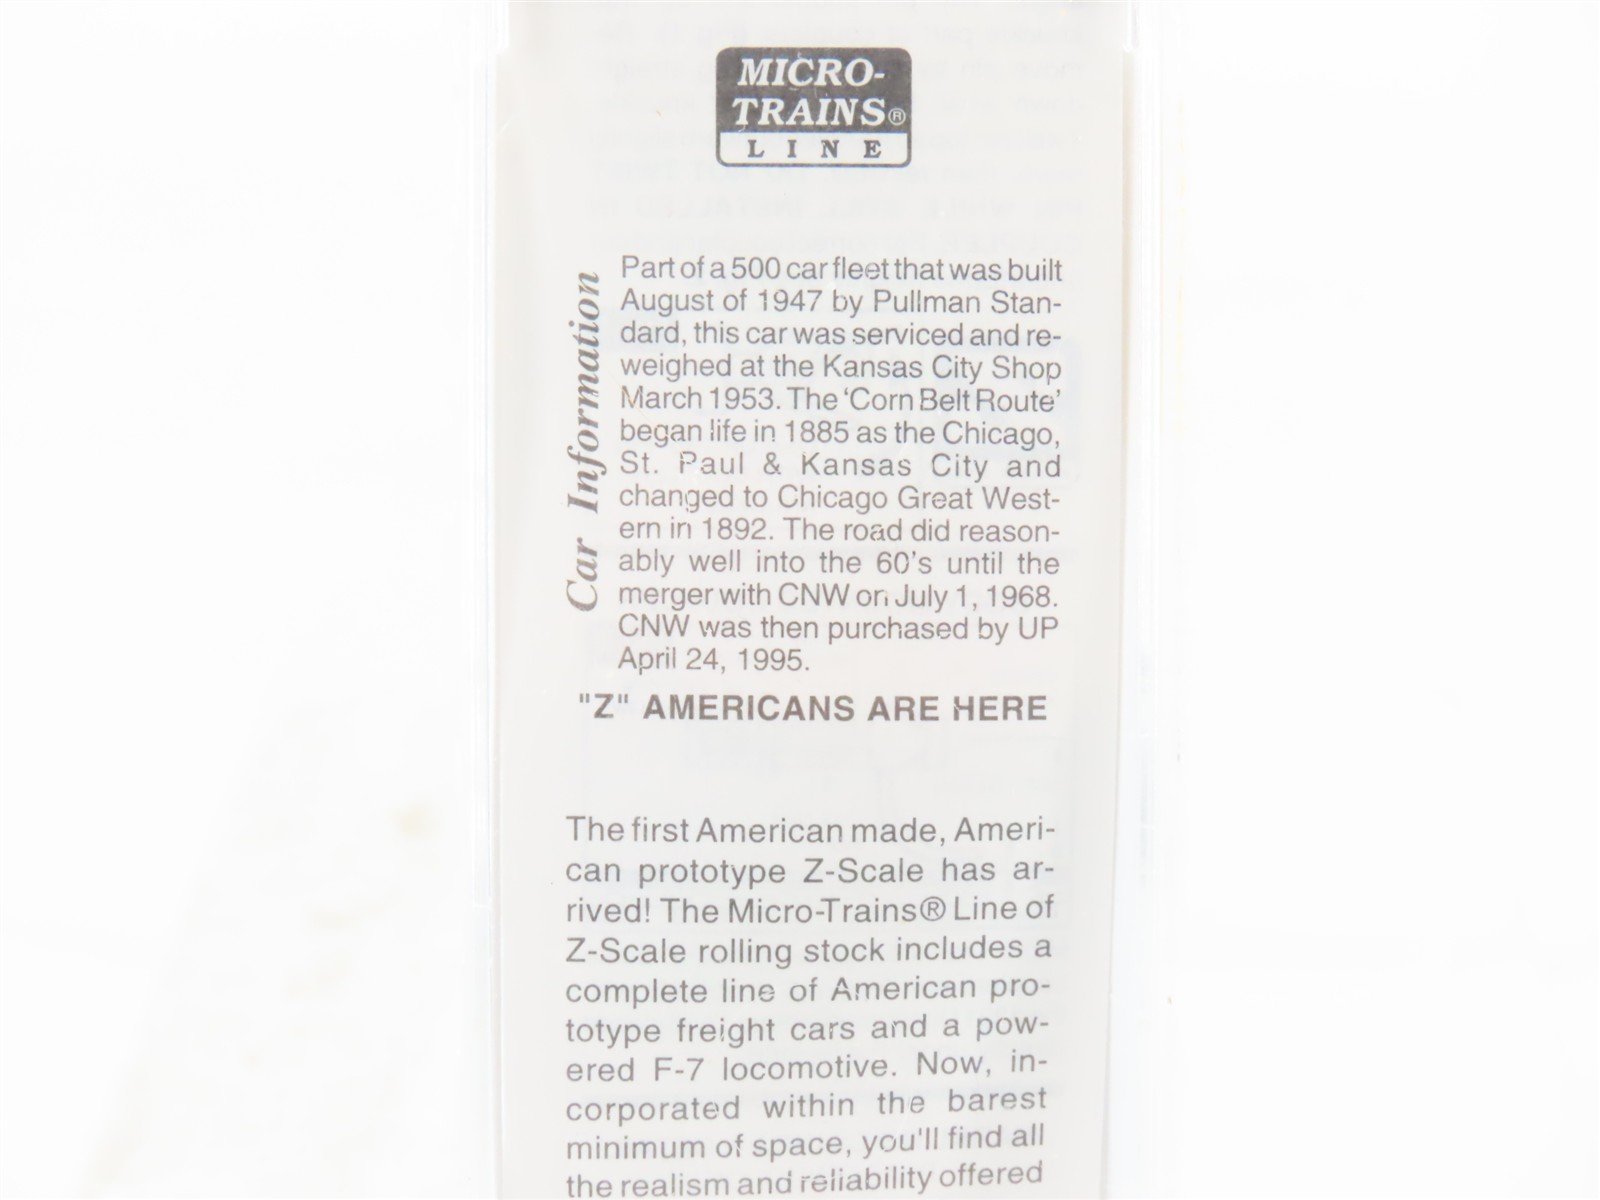 MICRO-
TRAINS®
LINE
Car Information
Part of a 500 car fleet that was built
August of 1947 by Pullman Stan-
dard, this car was serviced and re-
weighed at the Kansas City Shop
March 1953. The 'Corn Belt Route'
began life in 1885 as the Chicago,
St. Paul & Kansas City and
changed to Chicago Great West-
ern in 1892. The road did reason-
ably well into the 60's until the
merger with CNW on July 1, 1968.
CNW was then purchased by UP
April 24, 1995.
"Z" AMERICANS ARE HERE
The first American made, Ameri-
can prototype Z-Scale has ar-
rived! The Micro-Trains® Line of
Z-Scale rolling stock includes a
complete line of American pro-
totype freight cars and a pow-
ered F-7 locomotive. Now, in-
corporated within the barest
minimum of space, you'll find all
the realism and reliability offered